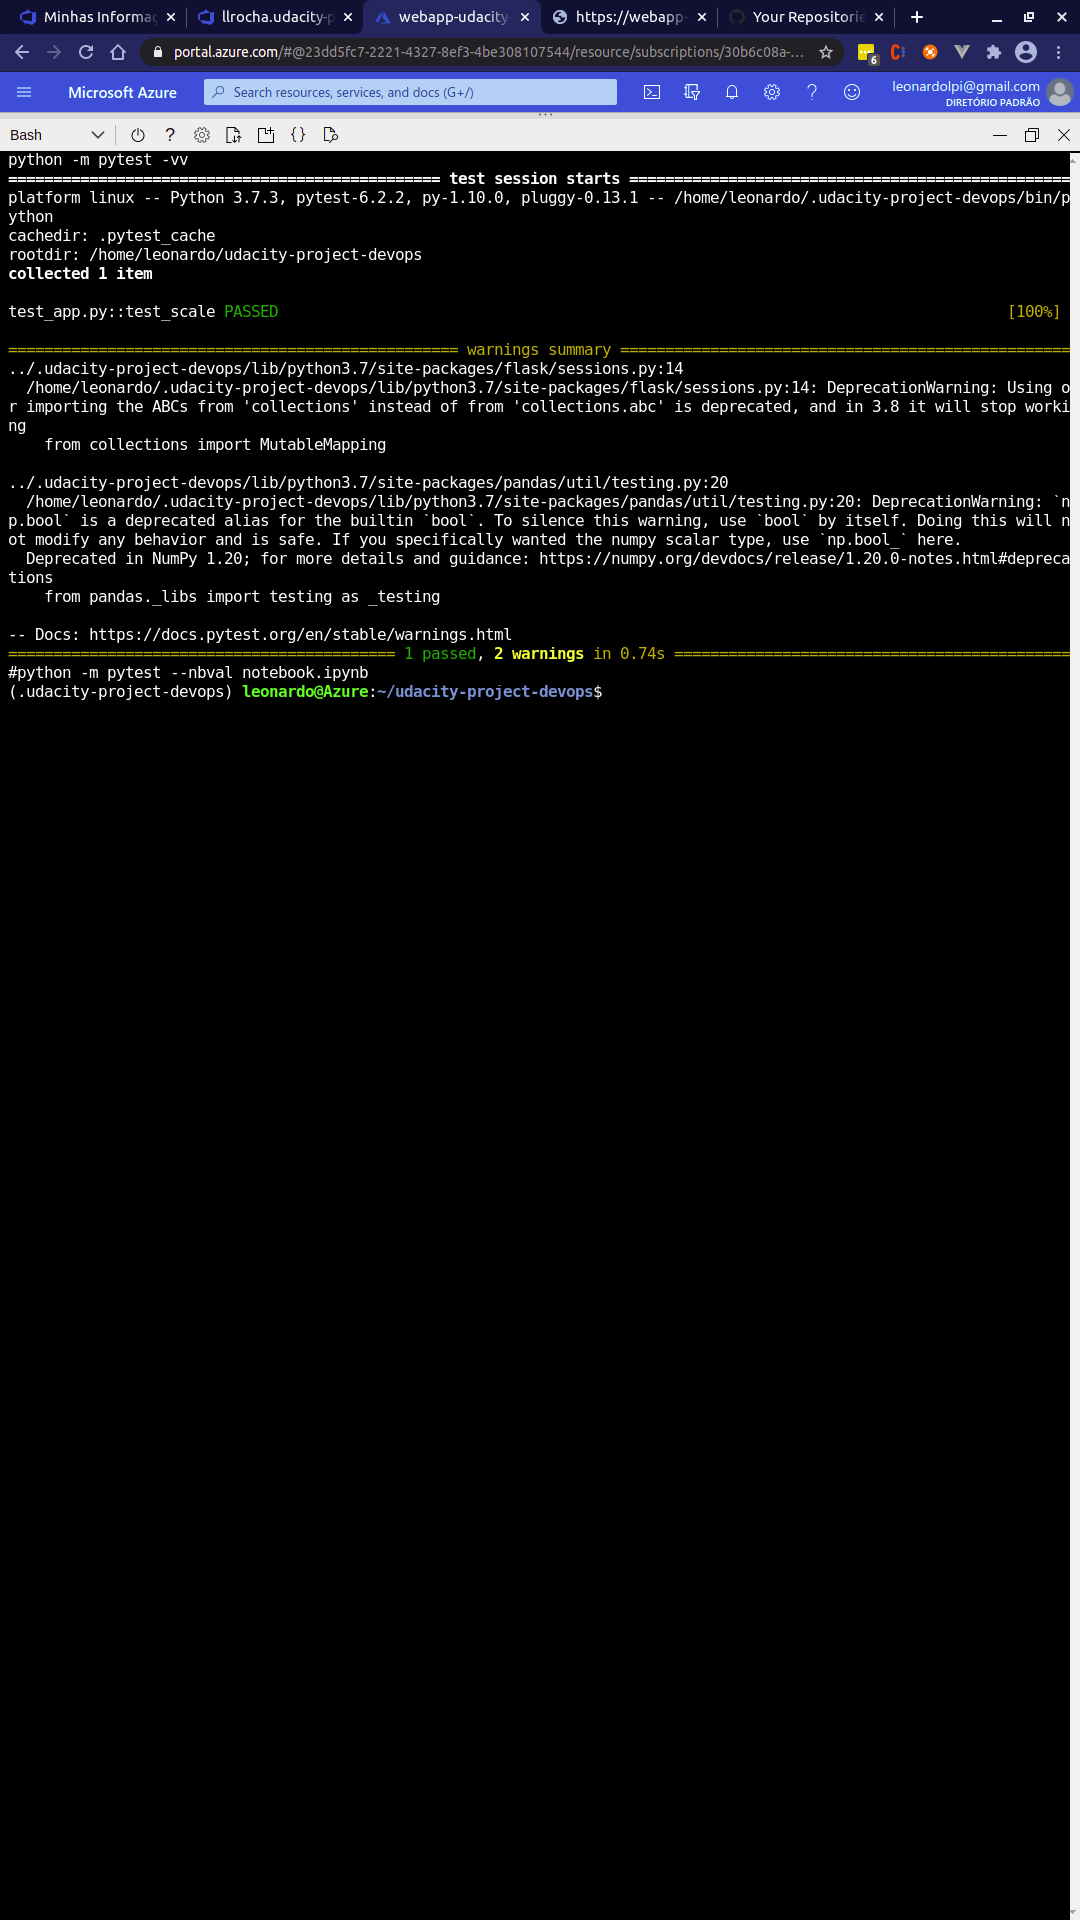 Minhas Informaç
llrocha.udacity-p
webapp-udacity-
https://webapp-
Your Repositorie
portal.azure.com/#@23dd5fc7-2221-4327-8ef3-4be308107544/resource/subscriptions/30b6c08a-...
6
Microsoft Azure
Search resources, services, and docs (G+/)
leonardolpi@gmail.com
DIRETÓRIO PADRÃO
Bash
python -m pytest -vv
================================================ test session starts =================================================
platform linux -- Python 3.7.3, pytest-6.2.2, py-1.10.0, pluggy-0.13.1 -- /home/leonardo/.udacity-project-devops/bin/p
ython
cachedir: .pytest_cache
rootdir: /home/leonardo/udacity-project-devops
collected 1 item
test_app.py::test_scale PASSED [100%]
================================================== warnings summary ==================================================
../.udacity-project-devops/lib/python3.7/site-packages/flask/sessions.py:14
/home/leonardo/.udacity-project-devops/lib/python3.7/site-packages/flask/sessions.py:14: DeprecationWarning: Using o
r importing the ABCs from 'collections' instead of from 'collections.abc' is deprecated, and in 3.8 it will stop worki
ng
from collections import MutableMapping
../.udacity-project-devops/lib/python3.7/site-packages/pandas/util/testing.py:20
/home/leonardo/.udacity-project-devops/lib/python3.7/site-packages/pandas/util/testing.py:20: DeprecationWarning: `n
p.bool` is a deprecated alias for the builtin `bool`. To silence this warning, use `bool` by itself. Doing this will n
ot modify any behavior and is safe. If you specifically wanted the numpy scalar type, use `np.bool_` here.
Deprecated in NumPy 1.20; for more details and guidance: https://numpy.org/devdocs/release/1.20.0-notes.html#depreca
tions
from pandas._libs import testing as _testing
-- Docs: https://docs.pytest.org/en/stable/warnings.html
=========================================== 1 passed, 2 warnings in 0.74s ============================================
#python -m pytest --nbval notebook.ipynb
(.udacity-project-devops) leonardo@Azure:~/udacity-project-devops$